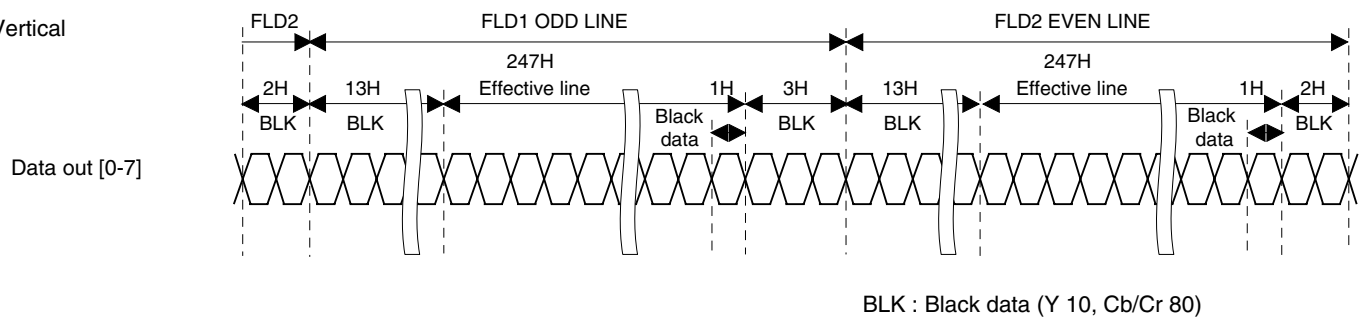 Vertical
FLD2 FLD1 ODD LINE FLD2 EVEN LINE
247H 247H
2H 13H Effective line 1H 3H 13H Effective line 1H 2H
BLK BLK Black data BLK BLK Black data BLK
Data out [0-7]
BLK : Black data (Y 10, Cb/Cr 80)